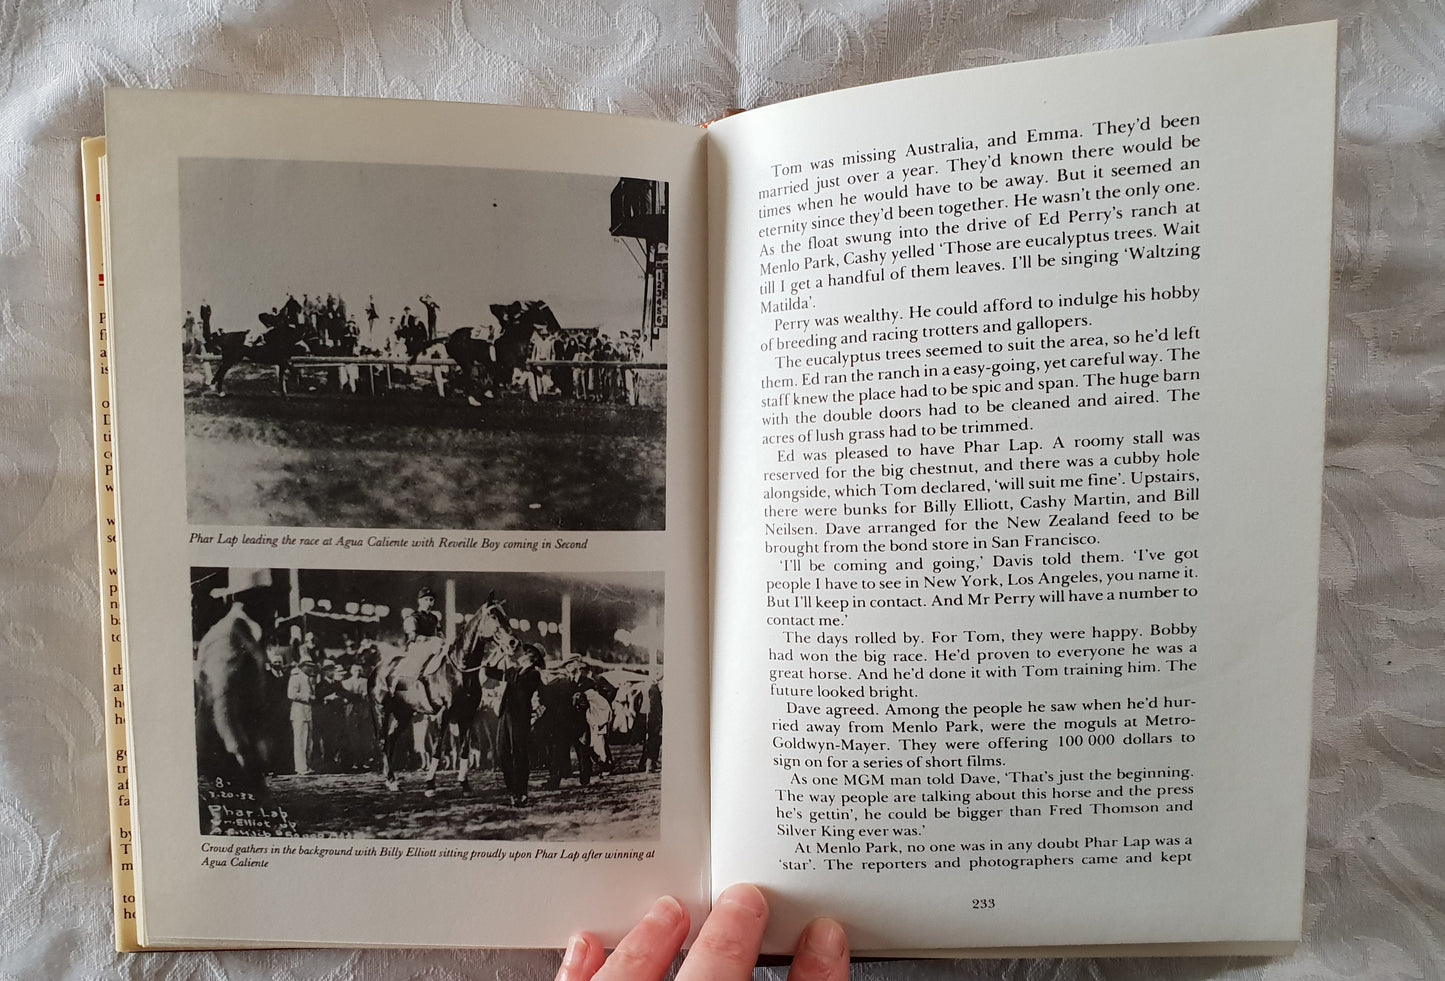 Phar Lap leading the race at Agua Caliente with Reveille Boy coming in Second
8.
3-20-32
Phar Lap
Elliot up
Crowd gathers in the background with Billy Elliott sitting proudly upon Phar Lap after winning at
Agua Caliente
Tom was missing Australia, and Emma. They'd been
married just over a year. They'd known there would be
times when he would have to be away. But it seemed an
eternity since they'd been together. He wasn't the only one.
As the float swung into the drive of Ed Perry's ranch at
Menlo Park, Cashy yelled 'Those are eucalyptus trees. Wait
till I get a handful of them leaves. I'll be singing 'Waltzing
Matilda'.
Perry was wealthy. He could afford to indulge his hobby
of breeding and racing trotters and gallopers.
The eucalyptus trees seemed to suit the area, so he'd left
them. Ed ran the ranch in a easy-going, yet careful way. The
staff knew the place had to be spic and span. The huge barn
with the double doors had to be cleaned and aired. The
acres of lush grass had to be trimmed.
Ed was pleased to have Phar Lap. A roomy stall was
reserved for the big chestnut, and there was a cubby hole
alongside, which Tom declared, 'will suit me fine'. Upstairs,
there were bunks for Billy Elliott, Cashy Martin, and Bill
Neilsen. Dave arranged for the New Zealand feed to be
brought from the bond store in San Francisco.
'I'll be coming and going,' Davis told them. 'I've got
people I have to see in New York, Los Angeles, you name it.
But I'll keep in contact. And Mr Perry will have a number to
contact me.'
The days rolled by. For Tom, they were happy. Bobby
had won the big race. He'd proven to everyone he was a
great horse. And he'd done it with Tom training him. The
future looked bright.
Dave agreed. Among the people he saw when he'd hur-
ried away from Menlo Park, were the moguls at Metro-
Goldwyn-Mayer. They were offering 100 000 dollars to
sign on for a series of short films.
As one MGM man told Dave, 'That's just the beginning.
The way people are talking about this horse and the press
he's gettin', he could be bigger than Fred Thomson and
Silver King ever was.'
At Menlo Park, no one was in any doubt Phar Lap was a
'star'. The reporters and photographers came and kept
233